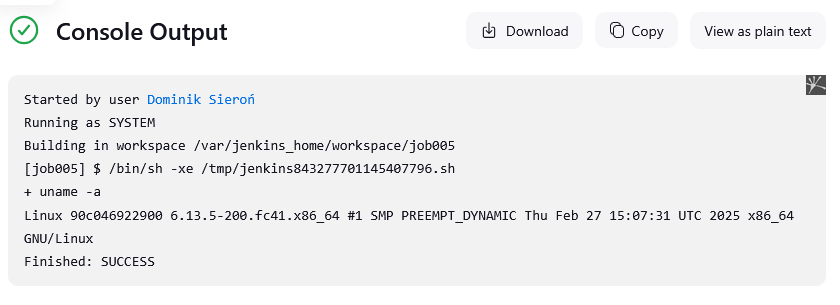 Console Output
Download
Copy
View as plain text
Started by user Dominik Sieroń
Running as SYSTEM
Building in workspace /var/jenkins_home/workspace/job005
[job005] $ /bin/sh -xe /tmp/jenkins843277701145407796.sh
+ uname -a
Linux 90c046922900 6.13.5-200.fc41.x86_64 #1 SMP PREEMPT_DYNAMIC Thu Feb 27 15:07:31 UTC 2025 x86_64
GNU/Linux
Finished: SUCCESS